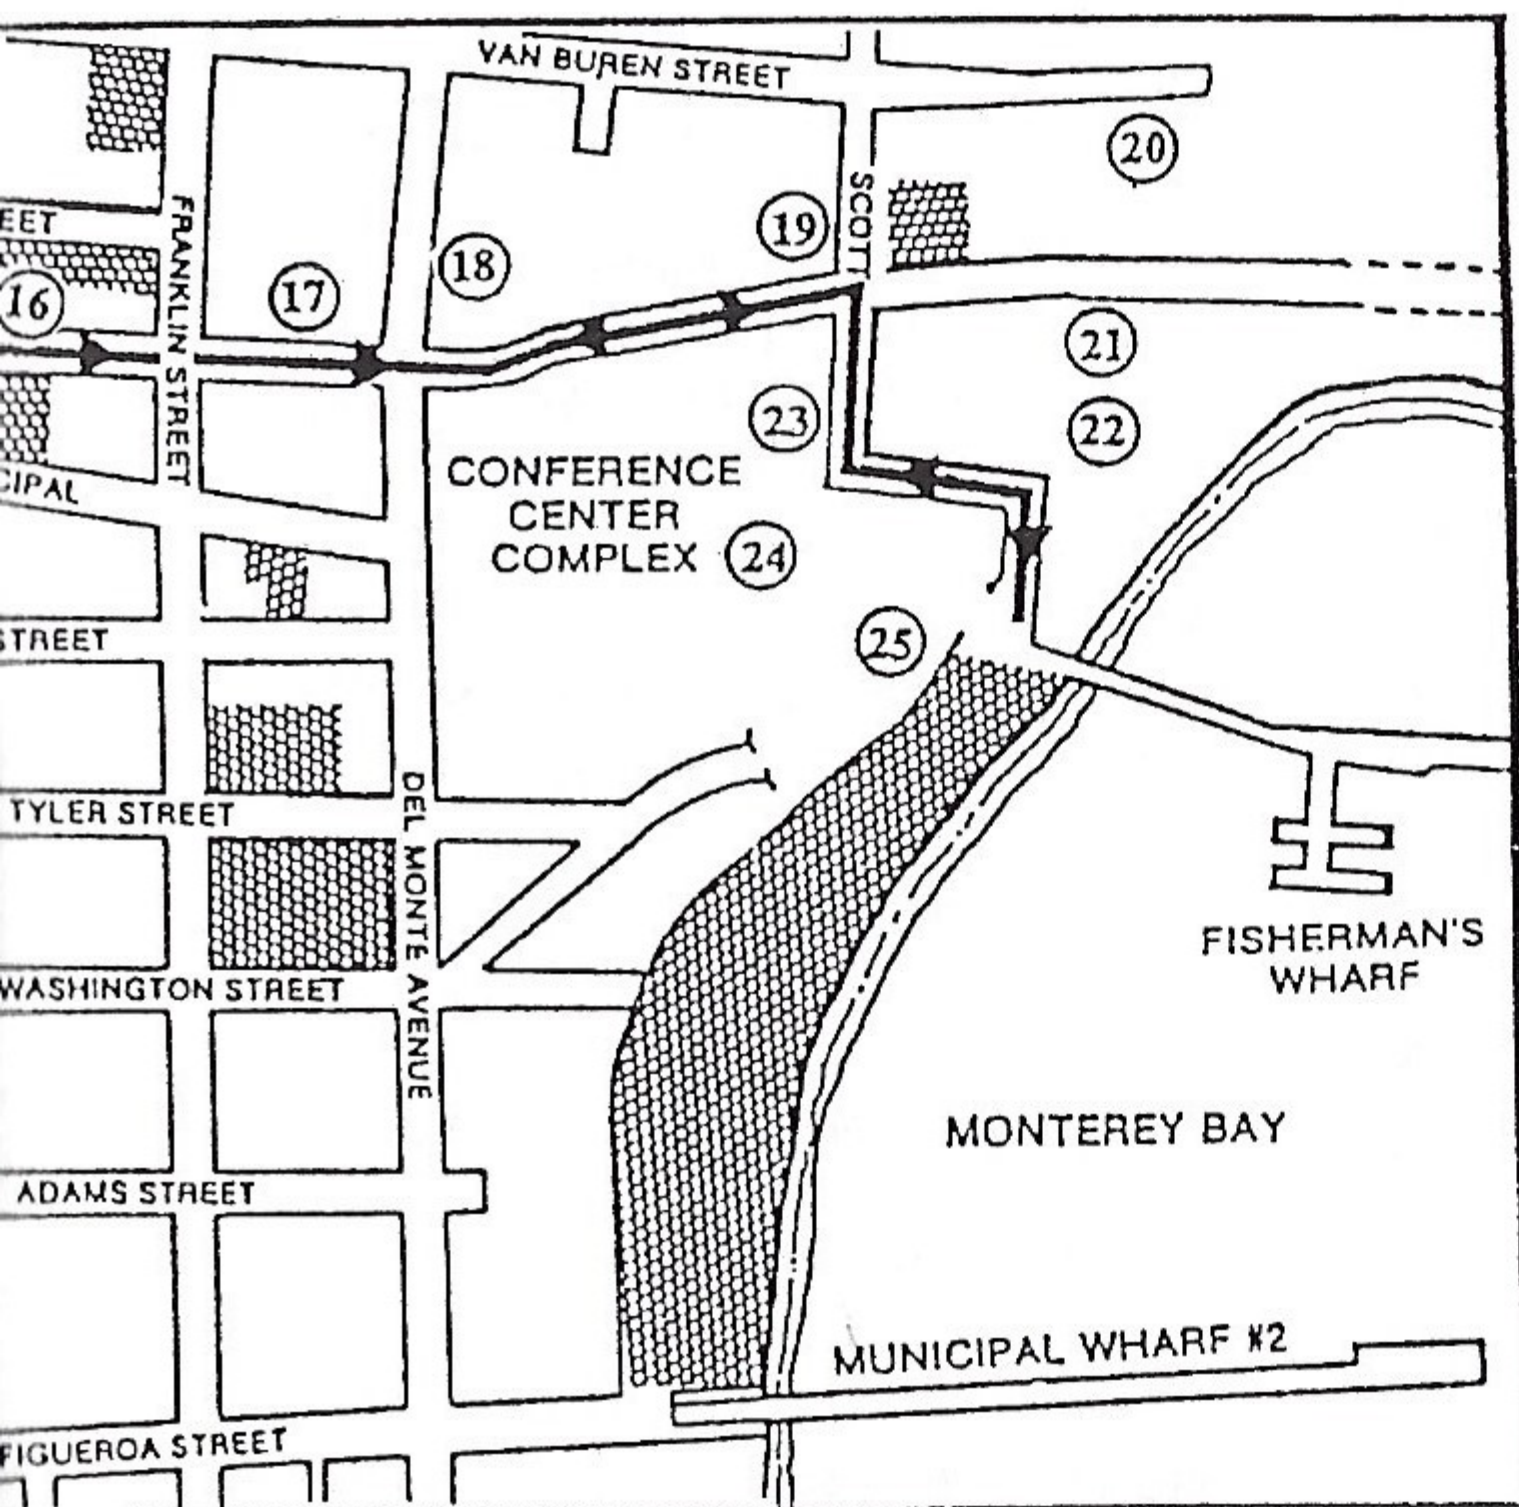 VAN BUREN STREET
20
SCOTT
19
EET
FRANKLIN STREET
18
17
16
21
23
22
CIPAL
CONFERENCE
CENTER
COMPLEX
24
STREET
25
TYLER STREET
DEL MONTE AVENUE
FISHERMAN'S
WHARF
WASHINGTON STREET
MONTEREY BAY
ADAMS STREET
MUNICIPAL WHARF #2
FIGUEROA STREET